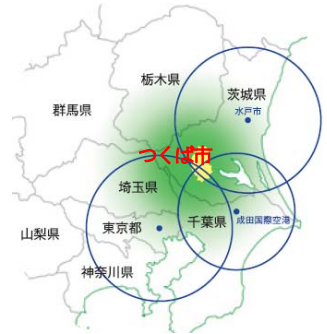 栃木県
茨城県
水戸市
群馬県
つくば市
埼玉県
千葉県
成田国際空港
東京都
山梨県
神奈川県